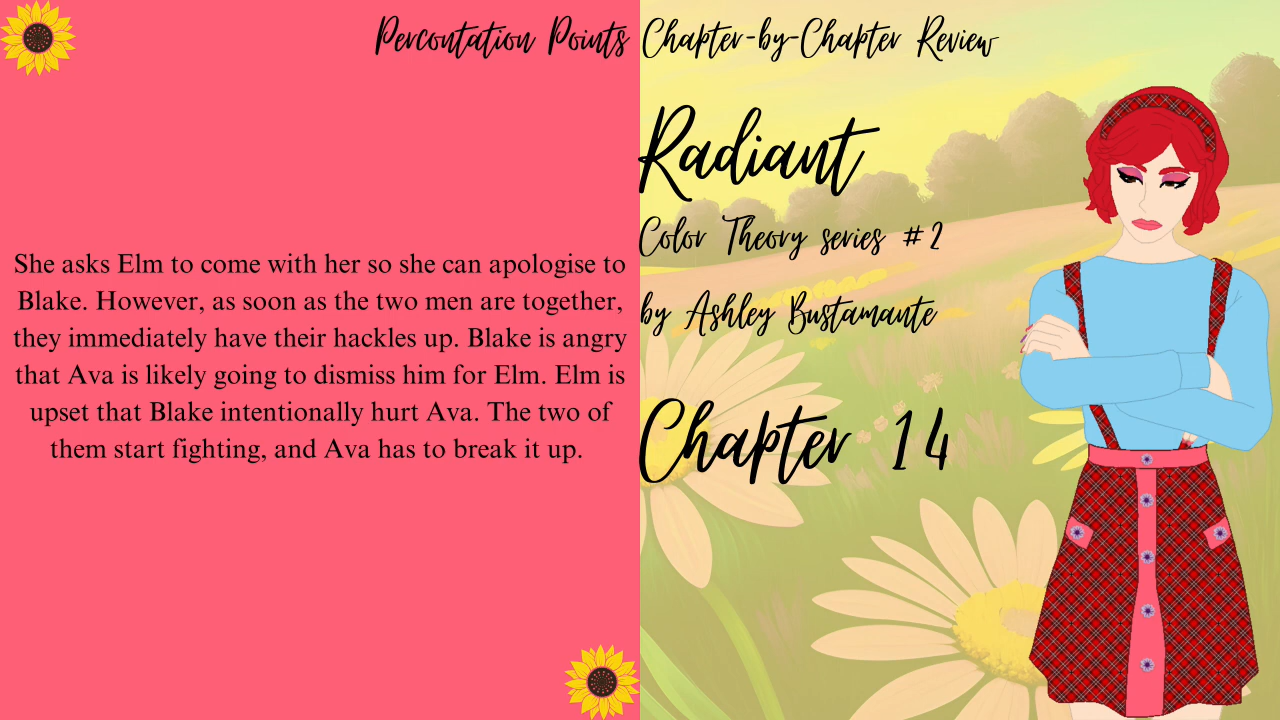 Percontation Points Chapter-by-Chapter Review
She asks Elm to come with her so she can apologise to
Blake. However, as soon as the two men are together,
they immediately have their hackles up. Blake is angry
that Ava is likely going to dismiss him for Elm. Elm is
upset that Blake intentionally hurt Ava. The two of
them start fighting, and Ava has to break it up.
Radiant
Color Theory series #2
by Ashley Bustamante
Chapter 14